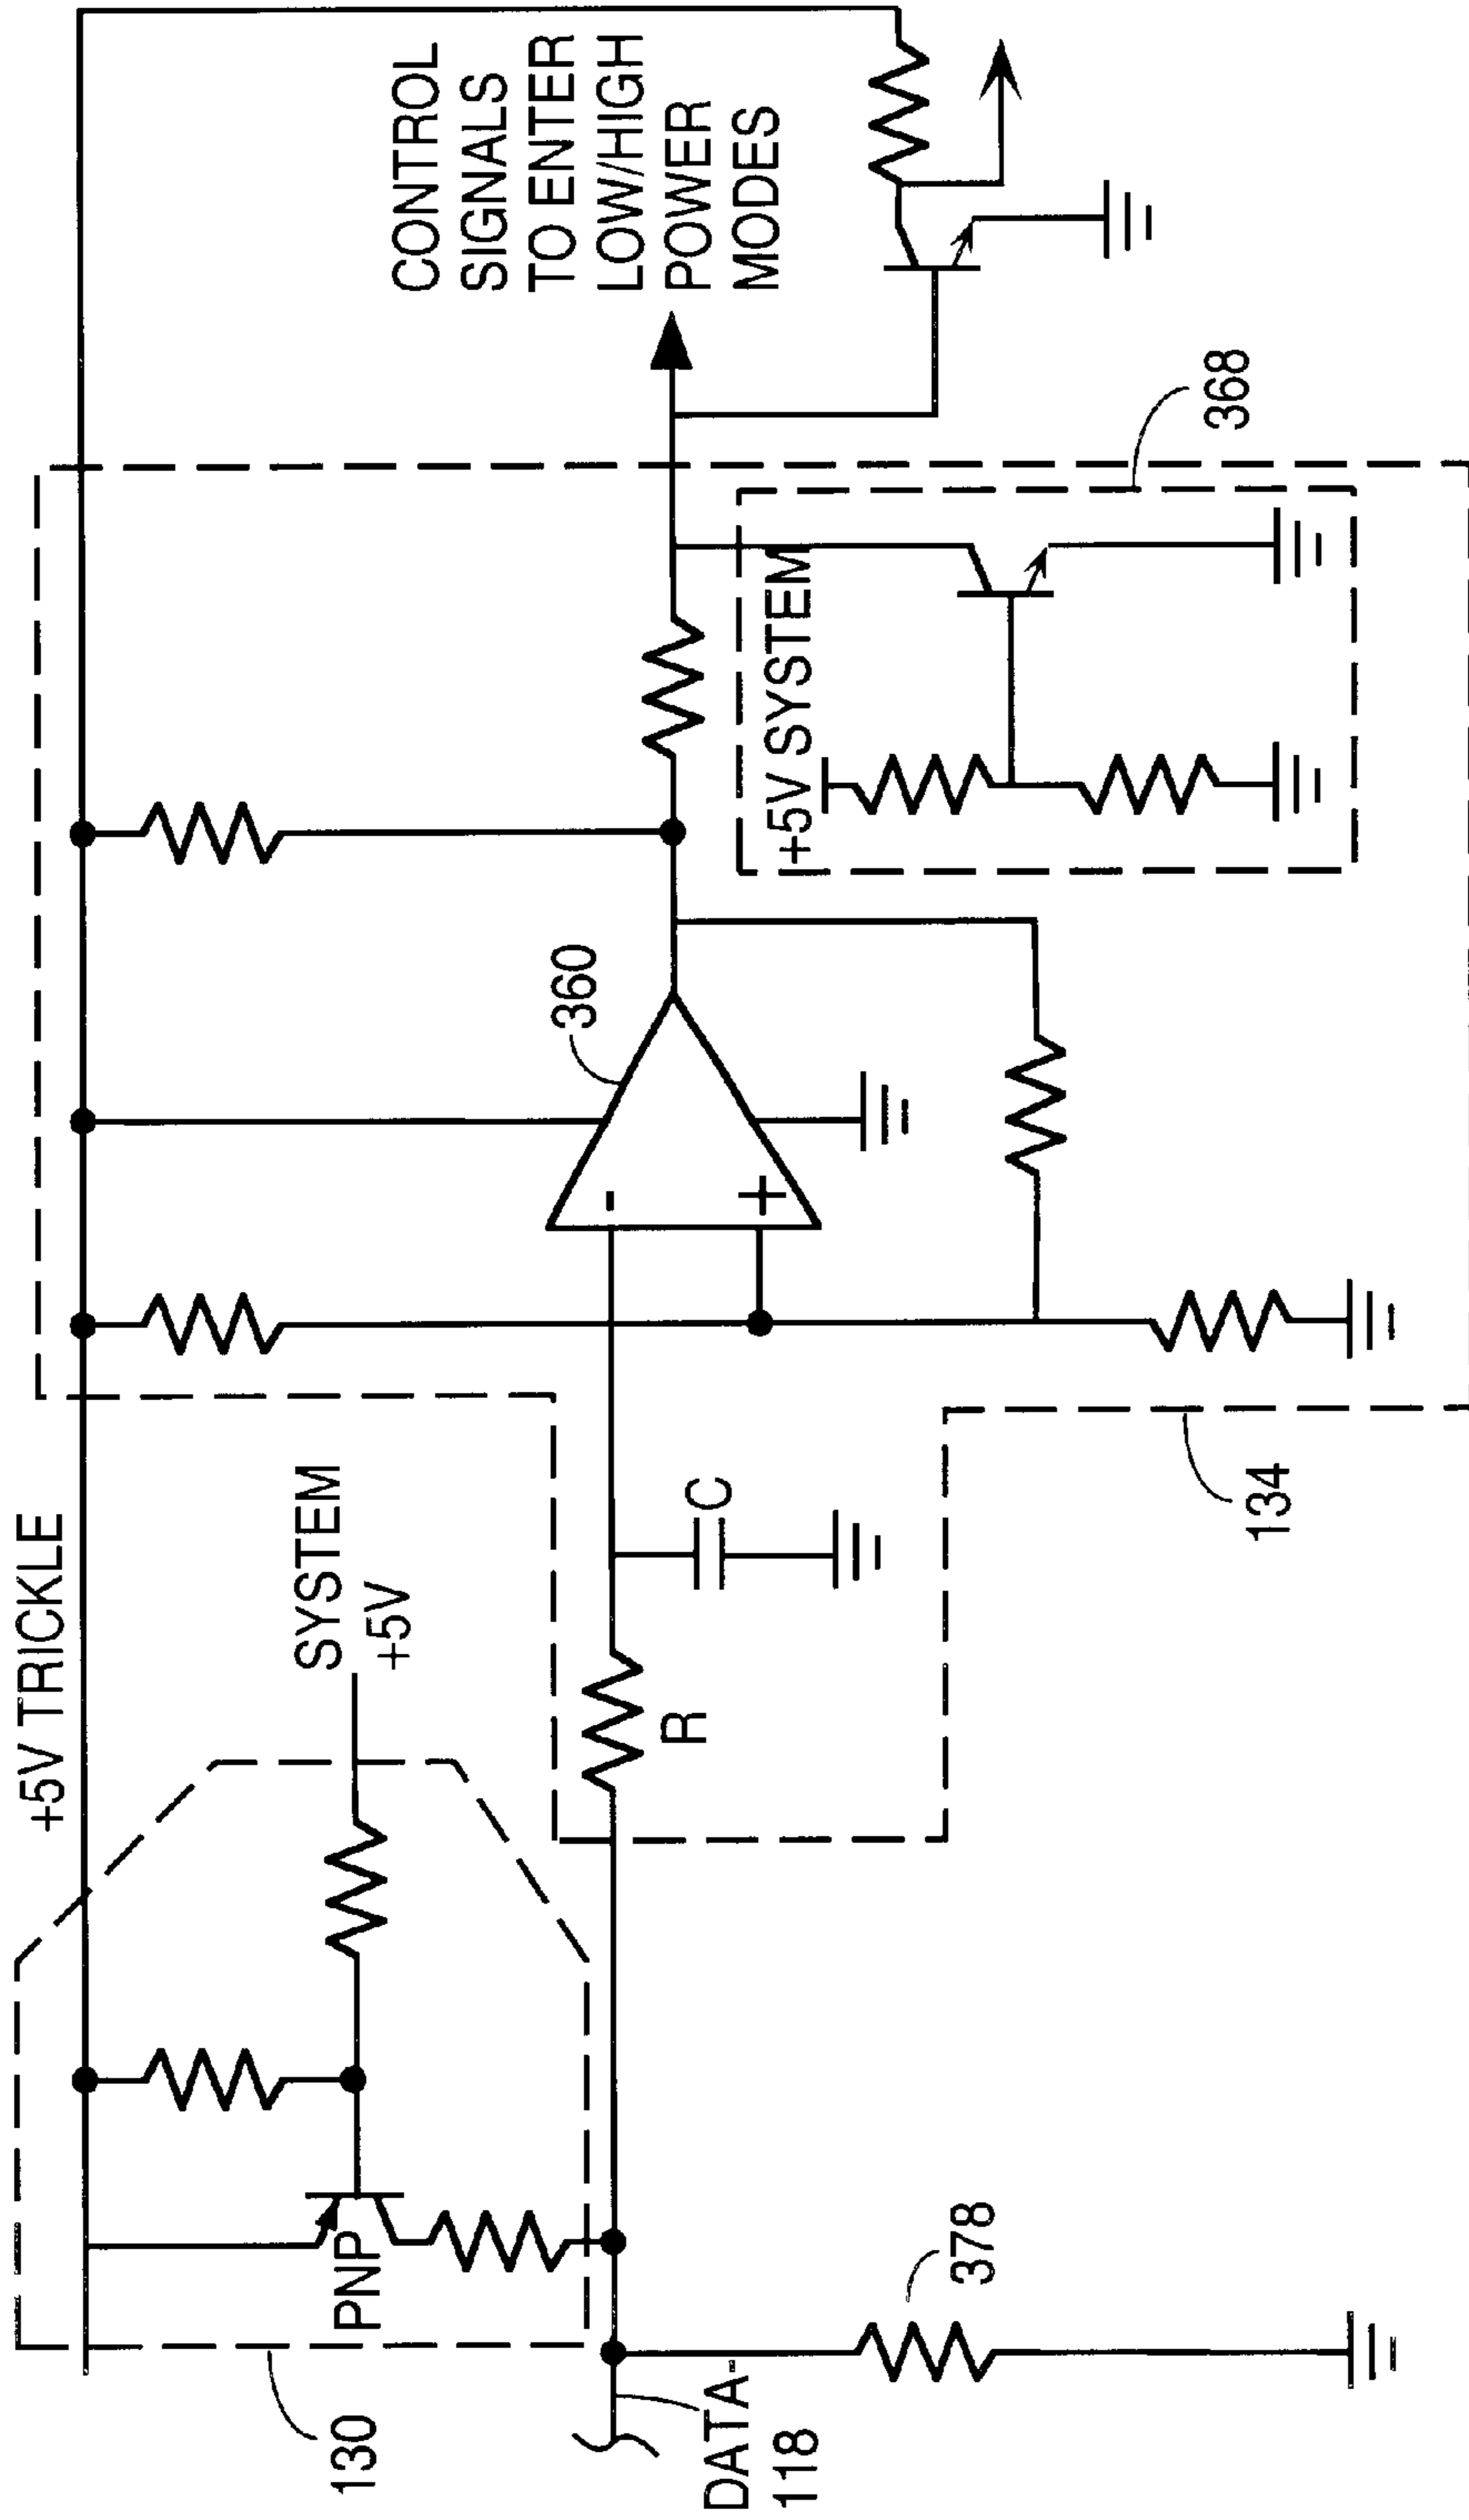 +5V TRICKLE
CONTROL
SIGNALS
TO ENTER
LOW/HIGH
POWER
MODES
SYSTEM
+5V
PNP
130
DATA-
118
378
R
C
134
-
+
360
+5V SYSTEM
368